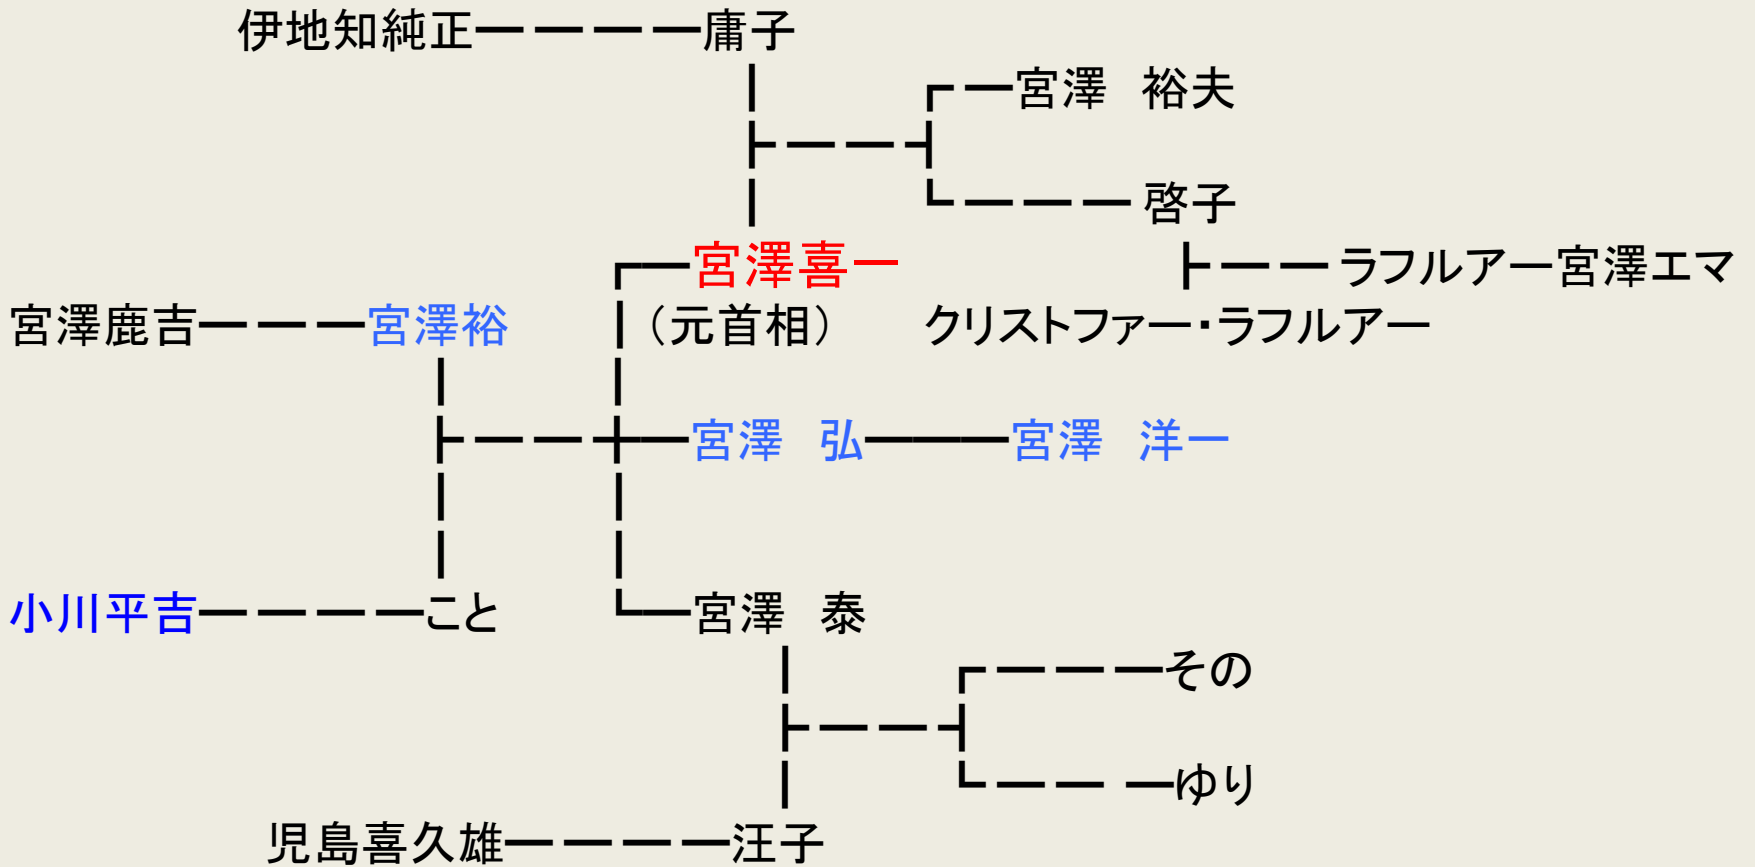 伊地知純正 庸子
宮澤 裕夫
啓子
宮澤喜一
ラフルアー宮澤エマ
宮澤鹿吉 宮澤裕 (元首相) クリストファー・ラフルアー
宮澤 弘 宮澤 洋一
小川平吉 こと 宮澤 泰
その
ゆり
児島喜久雄 汪子